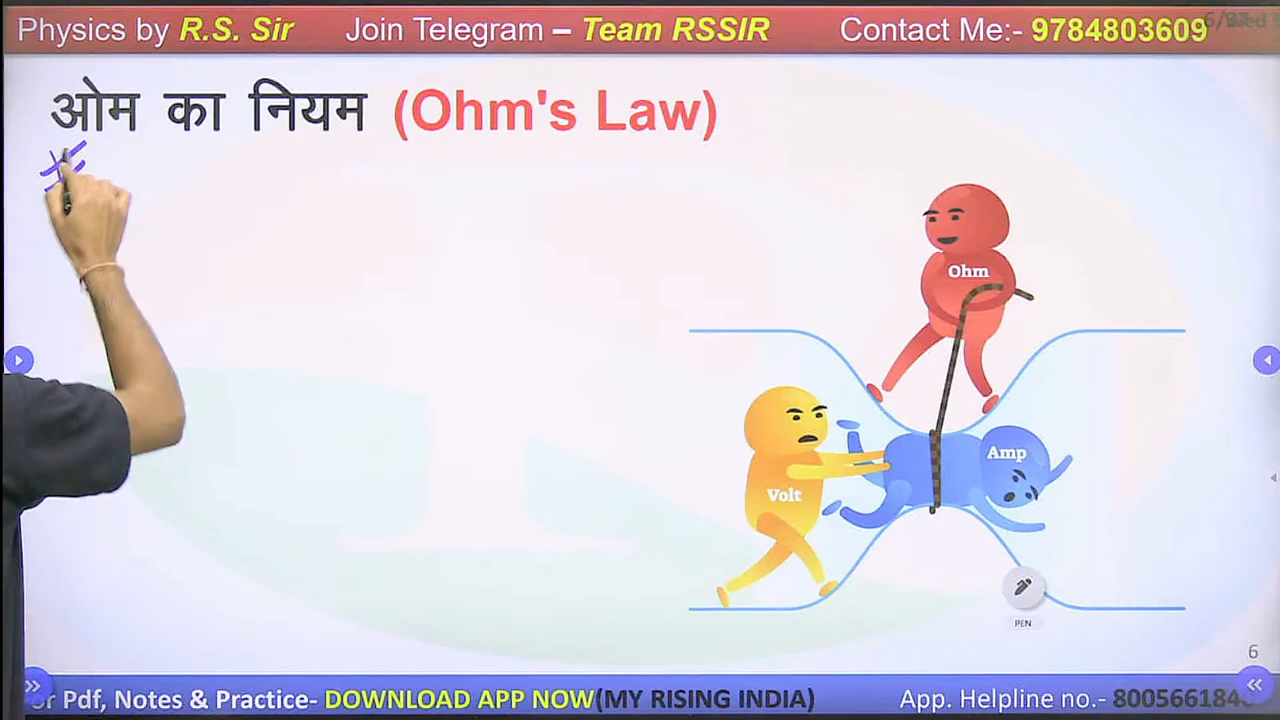 Physics by R.S. Sir Join Telegram – Team RSSIR Contact Me:- 9784803609
ओम का नियम (Ohm's Law)
Ohm
Amp
Volt
PEN
6
r Pdf, Notes & Practice- DOWNLOAD APP NOW(MY RISING INDIA) App. Helpline no.- 800566184